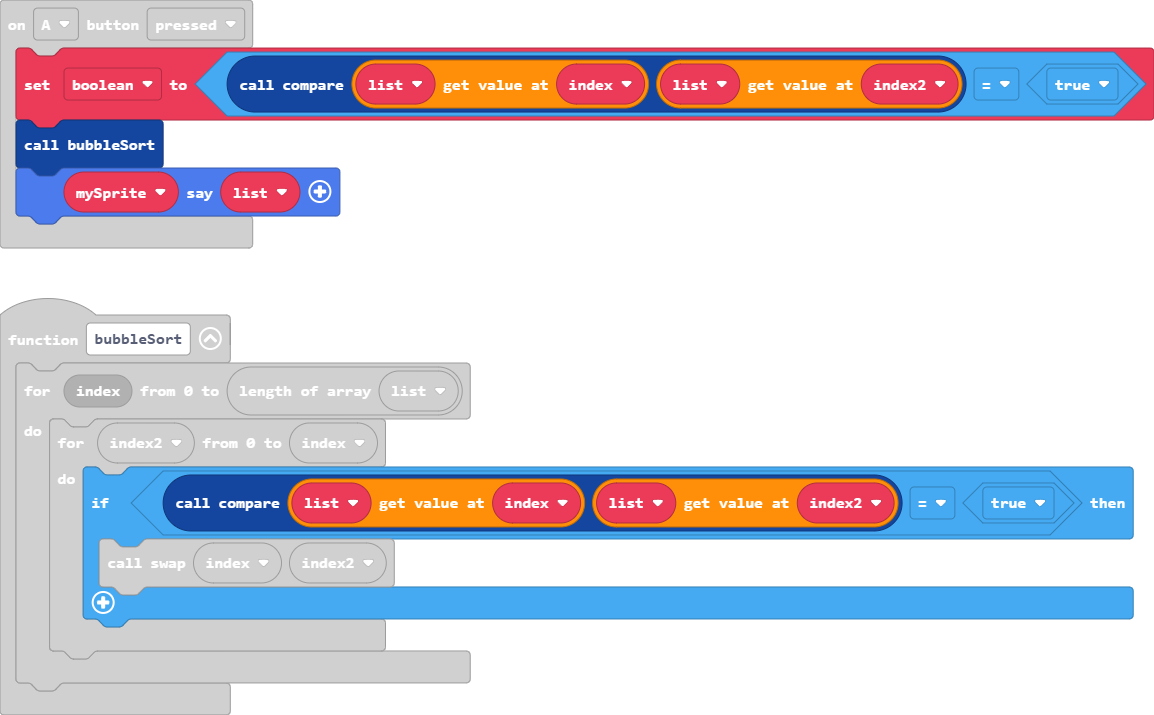 on A button pressed
set boolean to call compare list get value at index list get value at index2 = true
call bubbleSort
mySprite say list
function bubbleSort
for index from 0 to length of array list
do
for index2 from 0 to index
do
if call compare list get value at index list get value at index2 = true then
call swap index index2